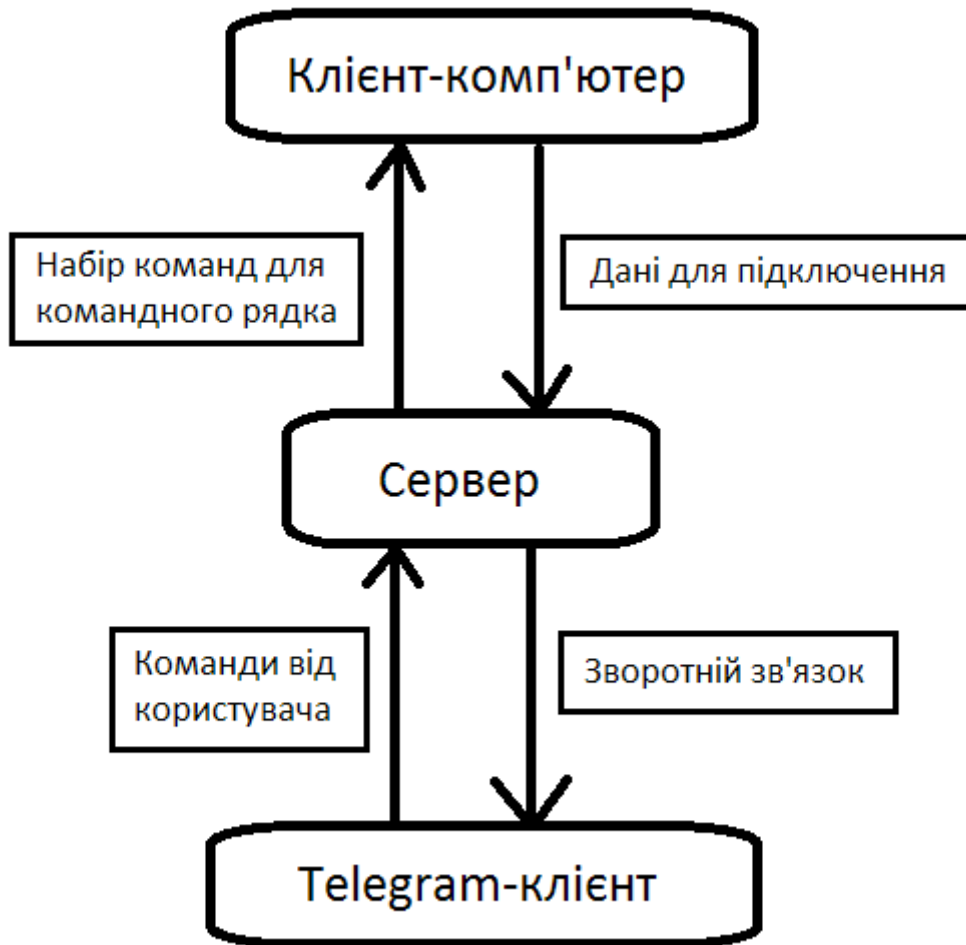 Клієнт-комп'ютер
Набір команд для
командного рядка
Дані для підключення
Сервер
Команди від
користувача
Зворотній зв'язок
Telegram-клієнт